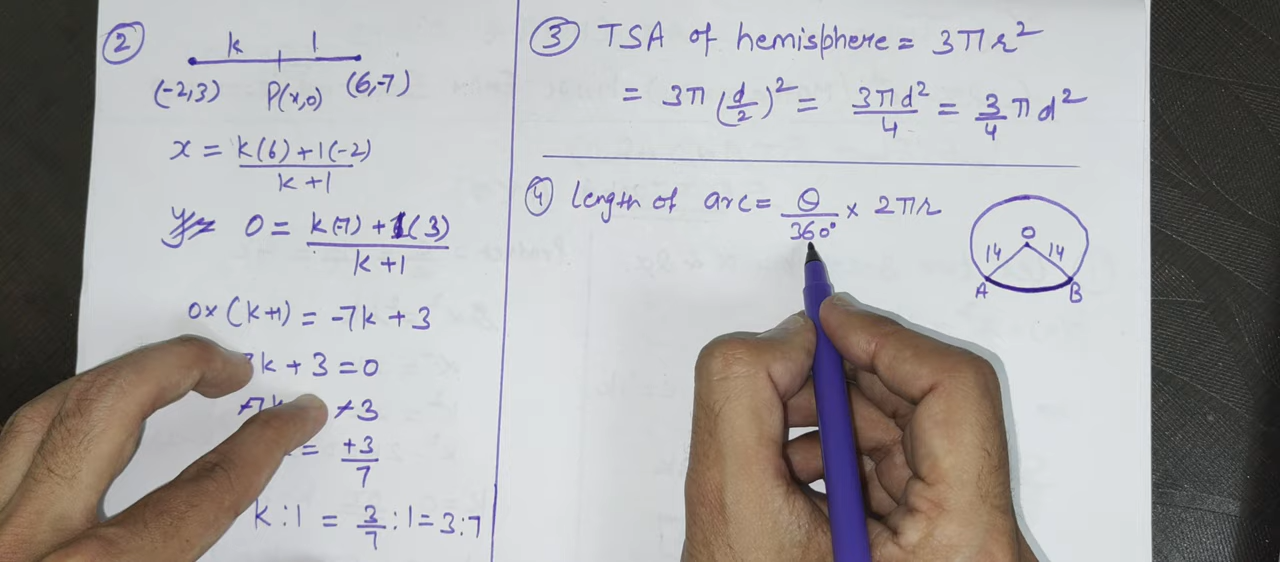 ②
k 1
(-2,3) P(x,0) (6,-7)
x = k(6)+1(-2) / k+1
0 = k(-7) + 1(3) / k+1
0×(k+1) = -7k+3
k + 3 = 0
3
= +3/7
k:1 = 3/7 : 1 = 3:7
③ TSA of hemisphere = 3πr²
= 3π(d/2)² = 3πd²/4 = 3/4 πd²
④ length of arc = θ/360° × 2πr
O
14 14
A B